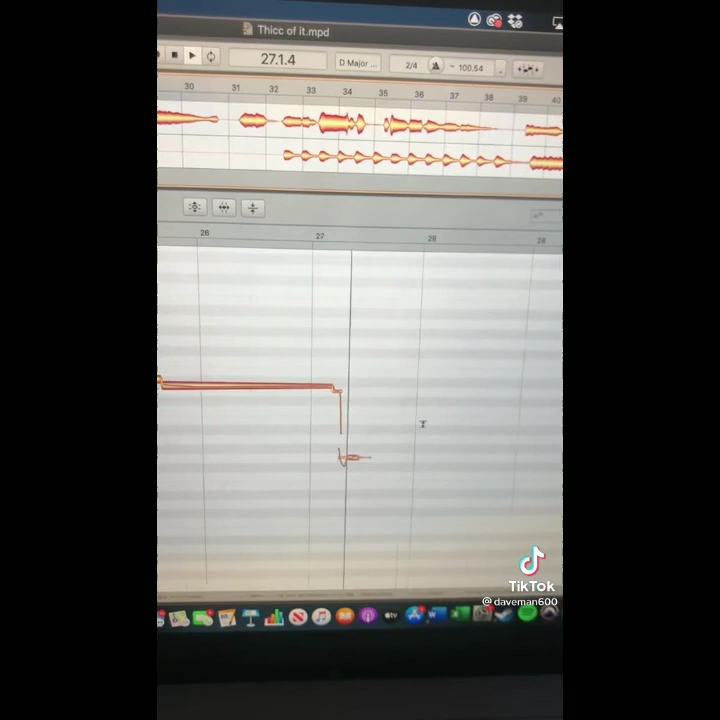 Thicc of it.mpd
27.1.4
D Major ...
2/4
~ 100.54
30 31 32 33 34 35 36 37 38 39 40
26 27 28 28
TikTok
@daveman600